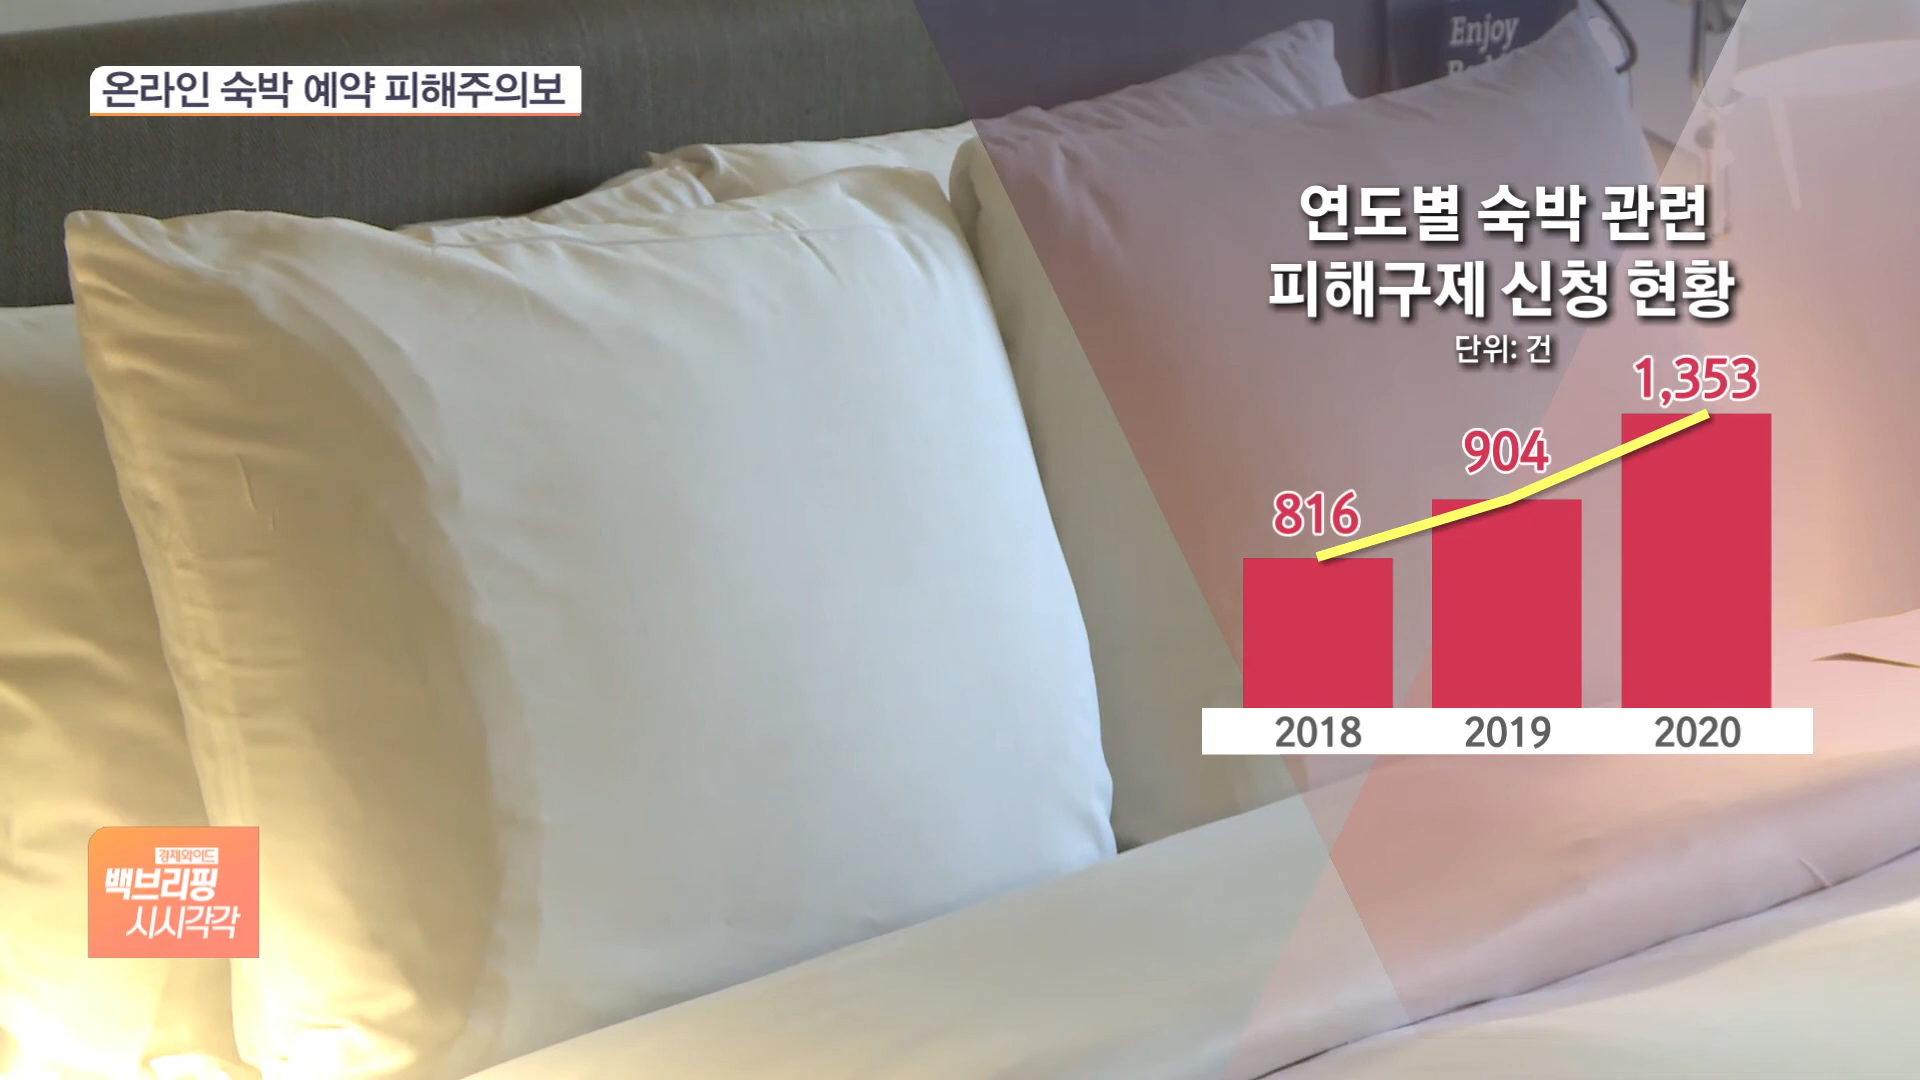 온라인 숙박 예약 피해주의보
Enjoy
연도별 숙박 관련
피해구제 신청 현황
단위: 건
816
904
1,353
2018
2019
2020
경제와이드
백브리핑
시시각각